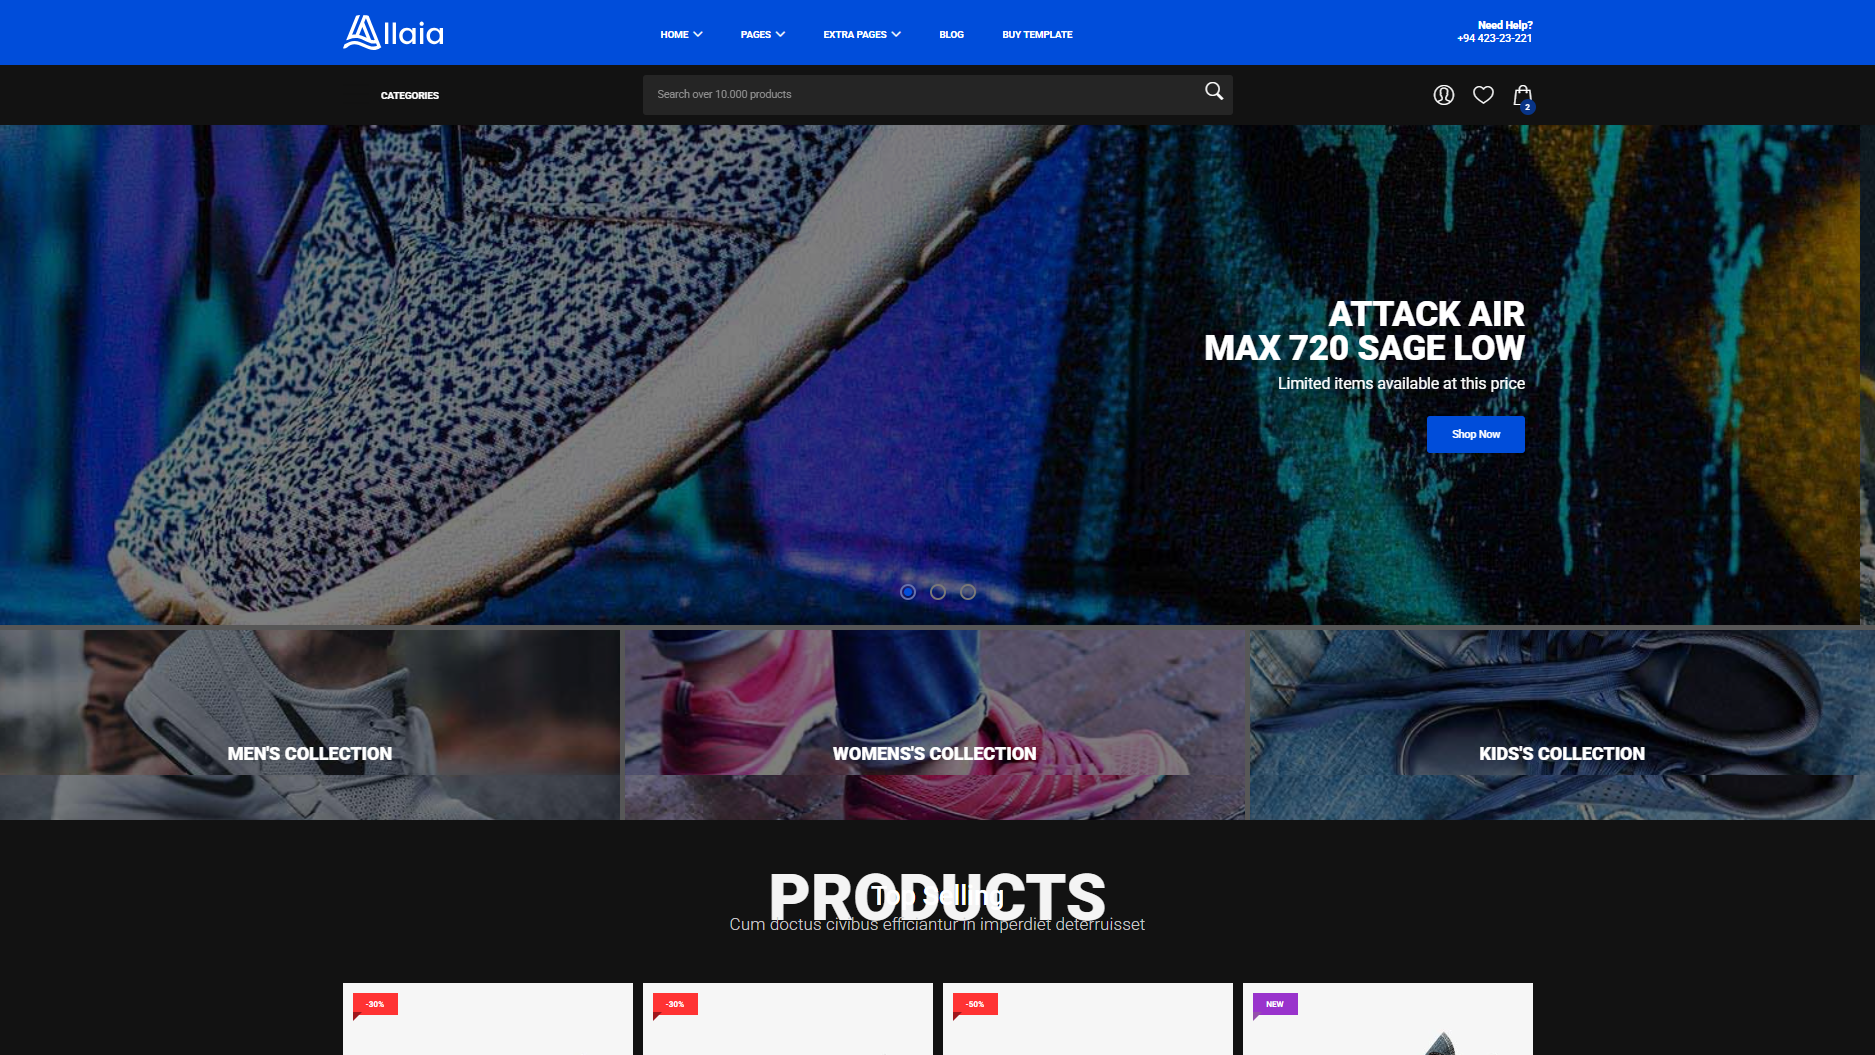 Allaia
HOME
PAGES
EXTRA PAGES
BLOG
BUY TEMPLATE
Need Help?
+94 423-23-221
CATEGORIES
Search over 10.000 products
2
ATTACK AIR
MAX 720 SAGE LOW
Limited items available at this price
Shop Now
MEN'S COLLECTION
WOMENS'S COLLECTION
KIDS'S COLLECTION
Top Selling
PRODUCTS
Cum doctus civibus efficiantur in imperdiet deterruisset
-30%
-30%
-50%
NEW